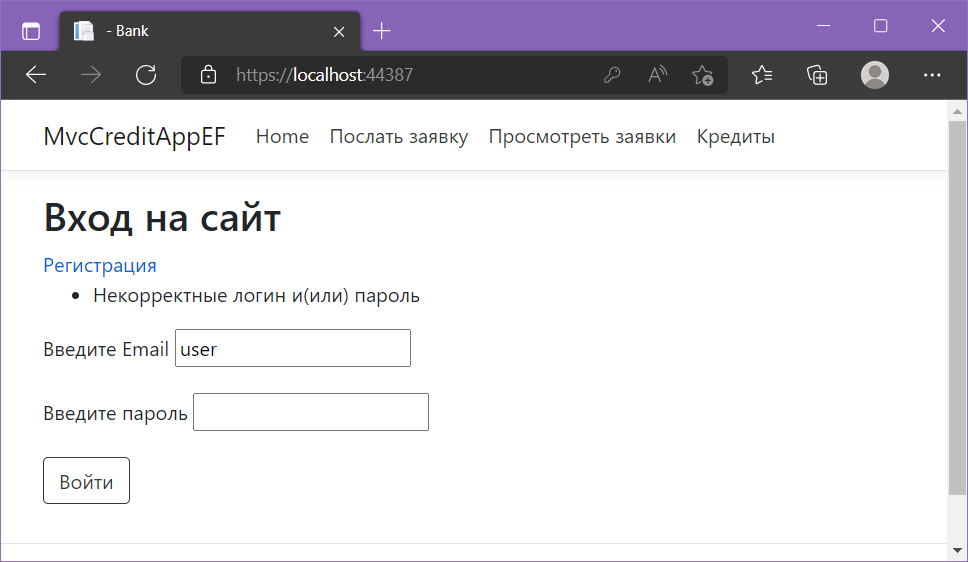 - Bank
https://localhost:44387
MvcCreditAppEF Home Послать заявку Просмотреть заявки Кредиты
Вход на сайт
Регистрация
Некорректные логин и(или) пароль
Введите Email user
Введите пароль
Войти